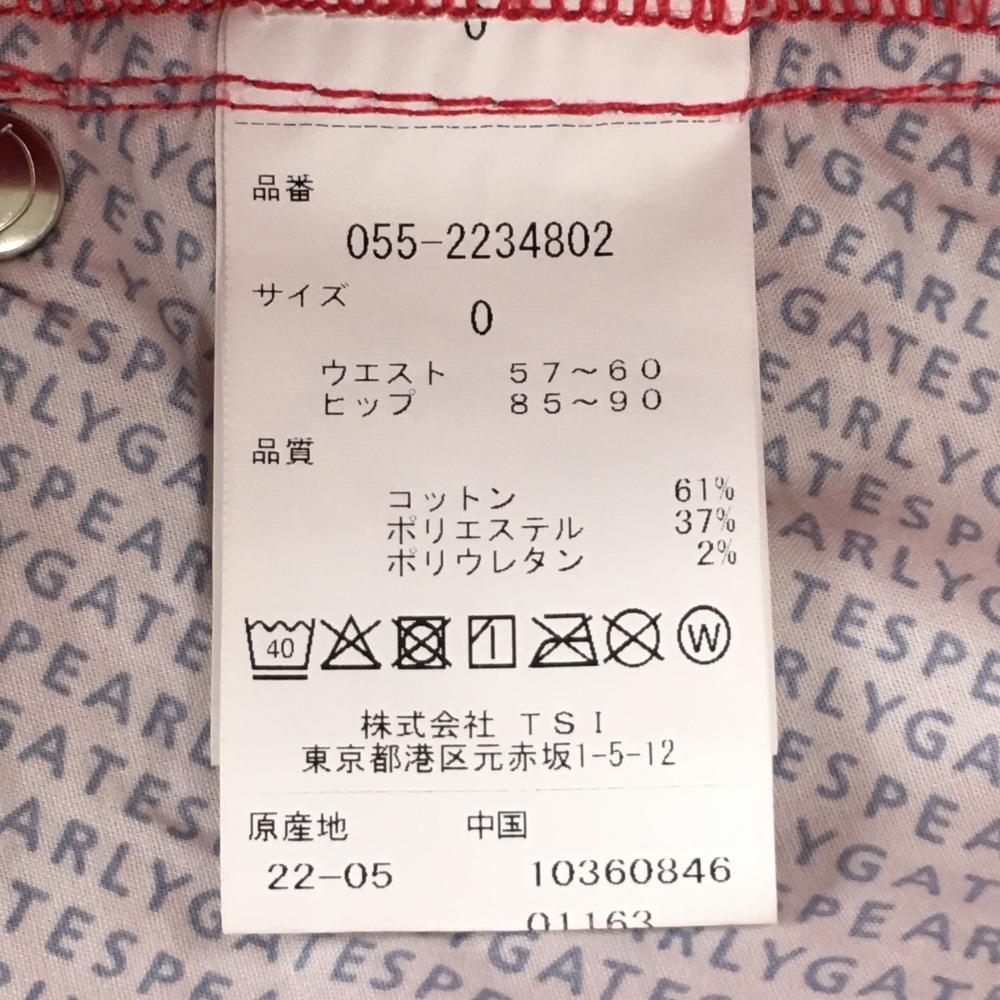 0
品番
055-2234802
サイズ
0
ウエスト 57～60
ヒップ 85～90
品質
コットン 61%
ポリエステル 37%
ポリウレタン 2%
40 W
株式会社 TSI
東京都港区元赤坂1-5-12
原産地 中国
22-05 10360846
01163
PEARLYGATES